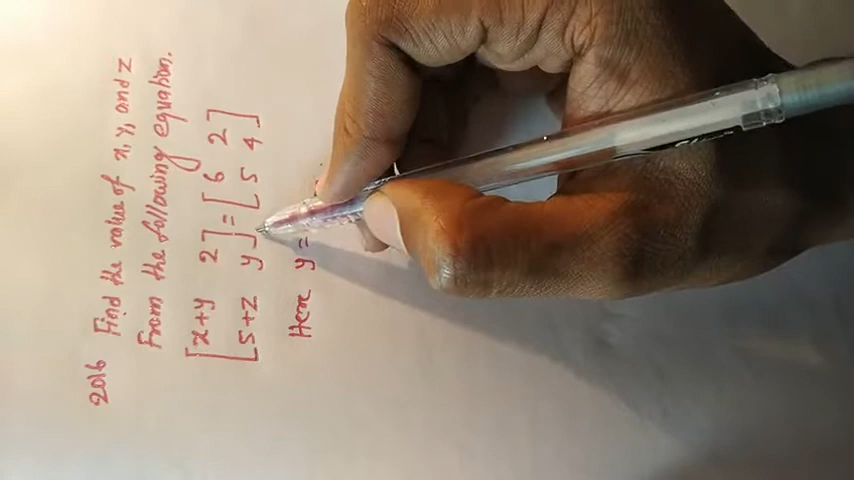 2016 Find the value of x, y, and z
From the following equation.
[x+y 2] = [6 2]
[5+z y] [5 4]
Here y =